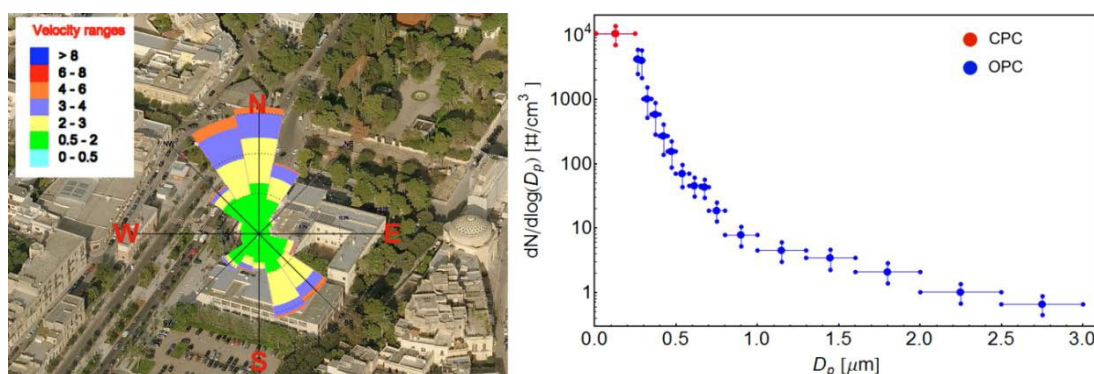 Velocity ranges
> 8
6 - 8
4 - 6
3 - 4
2 - 3
0.5 - 2
0 - 0.5
N
W
E
S
NW
NE
dN/dlog(Dp) [#/cm³]
10⁴
1000
100
10
1
CPC
OPC
0.0 0.5 1.0 1.5 2.0 2.5 3.0
Dp [μm]